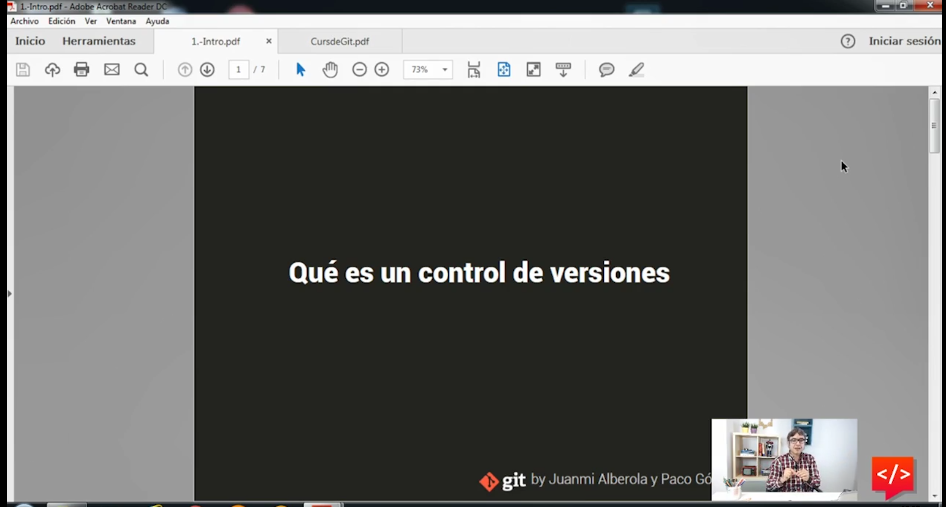 1.-Intro.pdf - Adobe Acrobat Reader DC
Archivo Edición Ver Ventana Ayuda
Inicio Herramientas 1.-Intro.pdf × CursdeGit.pdf ? Iniciar sesión
1 / 7 73%
Qué es un control de versiones
git by Juanmi Alberola y Paco Gó
</>